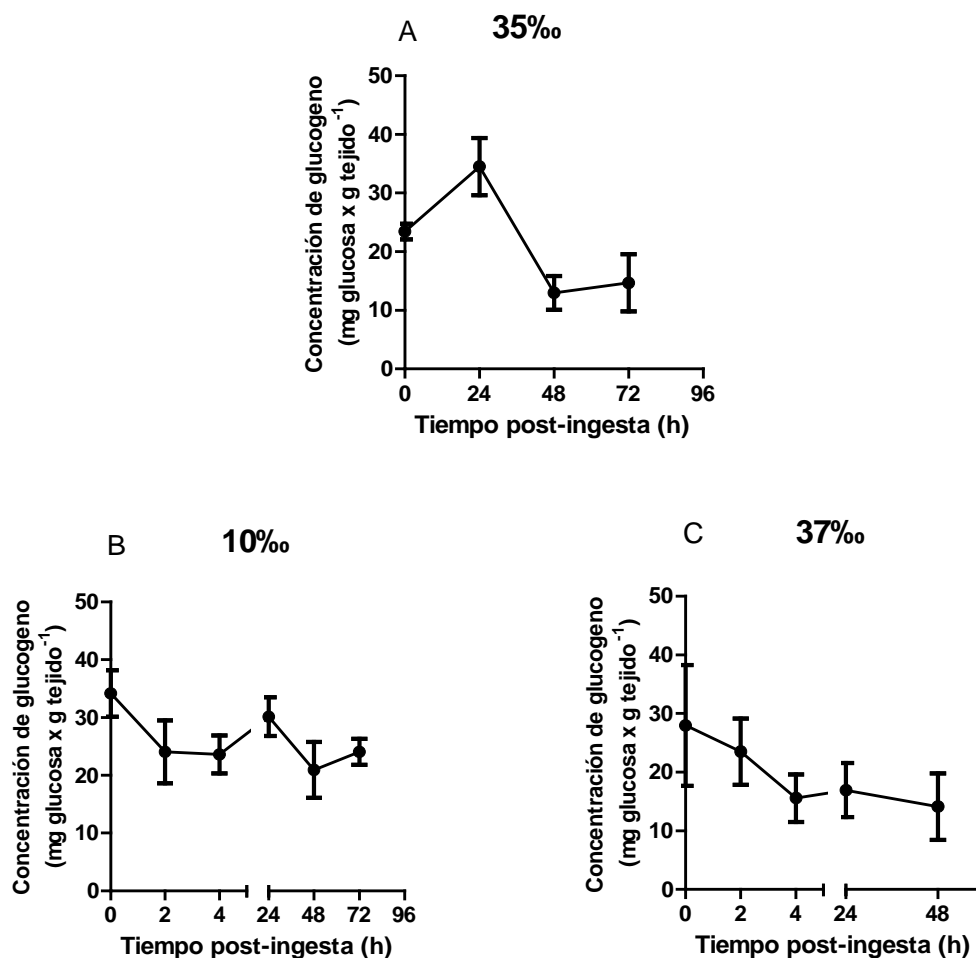 A 35‰
Concentración de glucogeno
(mg glucosa x g tejido-1)
50
40
30
20
10
0
0 24 48 72 96
Tiempo post-ingesta (h)
B 10‰
Concentración de glucogeno
(mg glucosa x g tejido-1)
50
40
30
20
10
0
0 2 4 24 48 72 96
Tiempo post-ingesta (h)
C 37‰
Concentración de glucogeno
(mg glucosa x g tejido-1)
50
40
30
20
10
0
0 2 4 24 48
Tiempo post-ingesta (h)